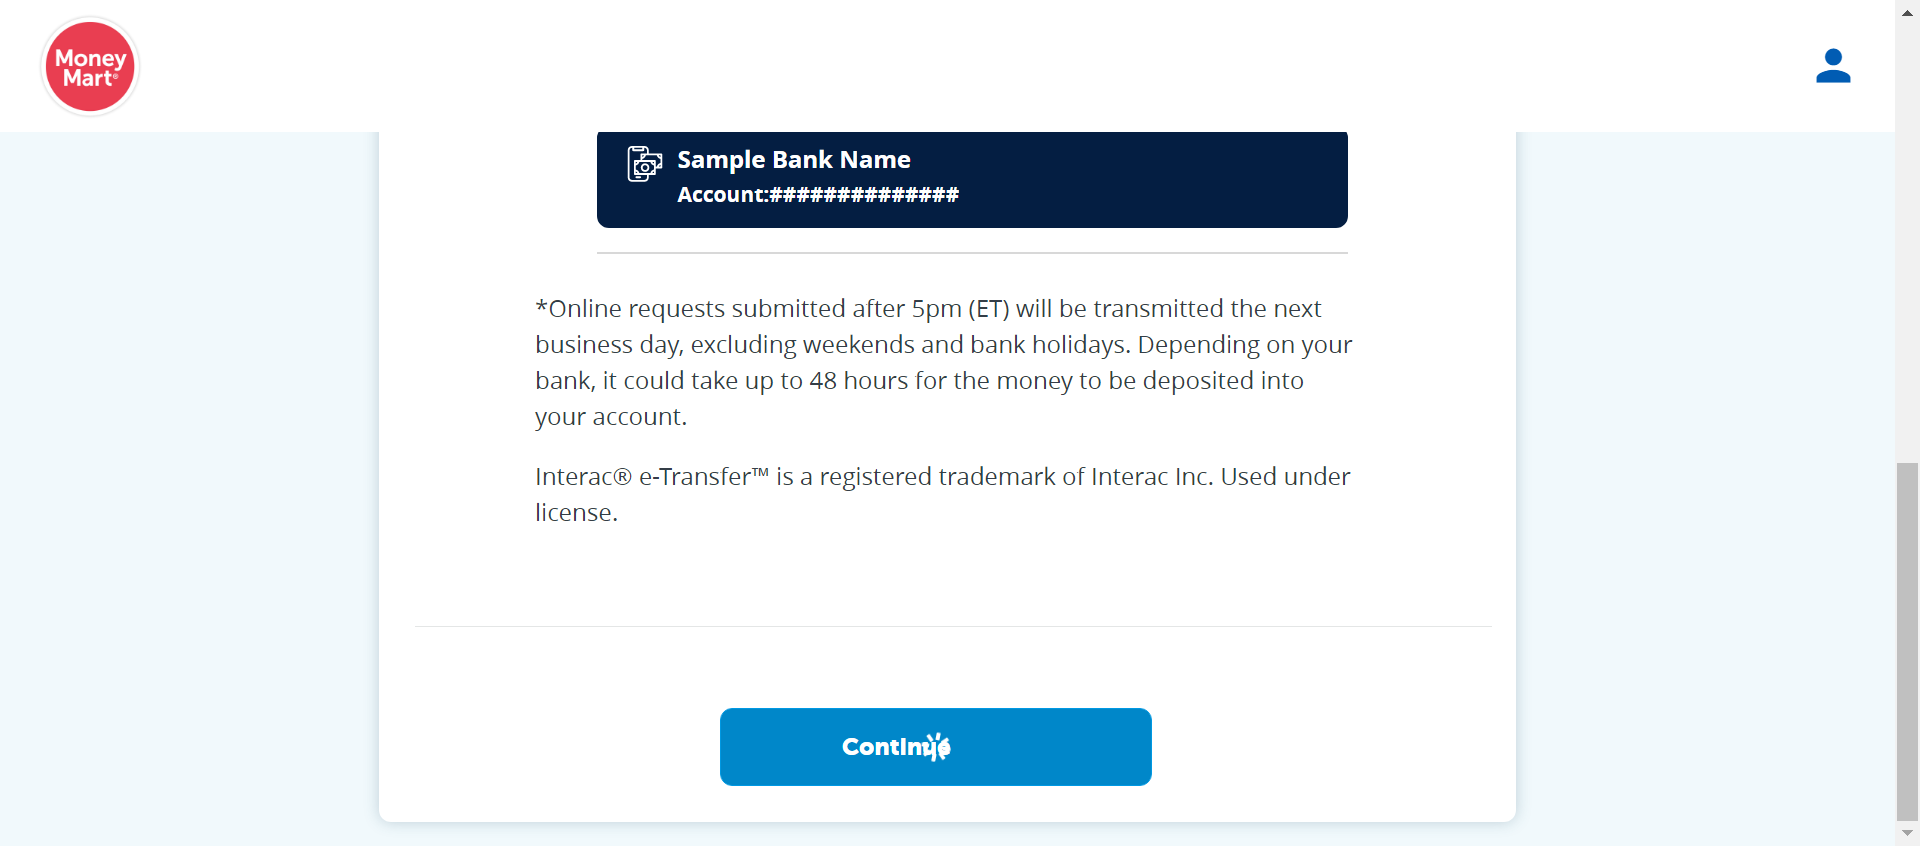 Money
Mart®
Sample Bank Name
Account:##############
*Online requests submitted after 5pm (ET) will be transmitted the next
business day, excluding weekends and bank holidays. Depending on your
bank, it could take up to 48 hours for the money to be deposited into
your account.
Interac® e-Transfer™ is a registered trademark of Interac Inc. Used under
license.
Continue